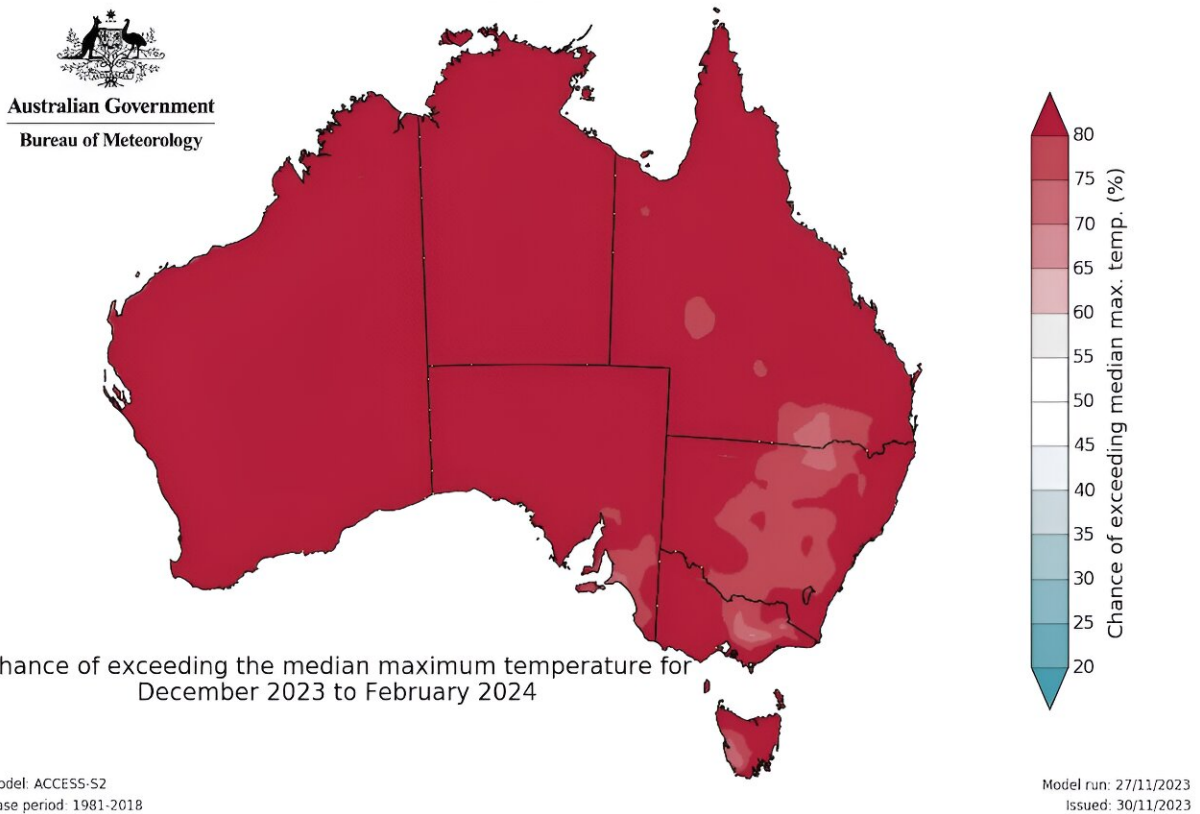 Australian Government
Bureau of Meteorology
80
75
70
65
60
55
50
45
40
35
30
25
20
Chance of exceeding median max. temp. (%)
hance of exceeding the median maximum temperature for
December 2023 to February 2024
odel: ACCESS-S2
ase period: 1981-2018
Model run: 27/11/2023
Issued: 30/11/2023